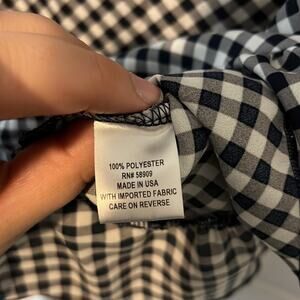 100% POLYESTER
RN# 58909
MADE IN USA
WITH IMPORTED FABRIC
CARE ON REVERSE